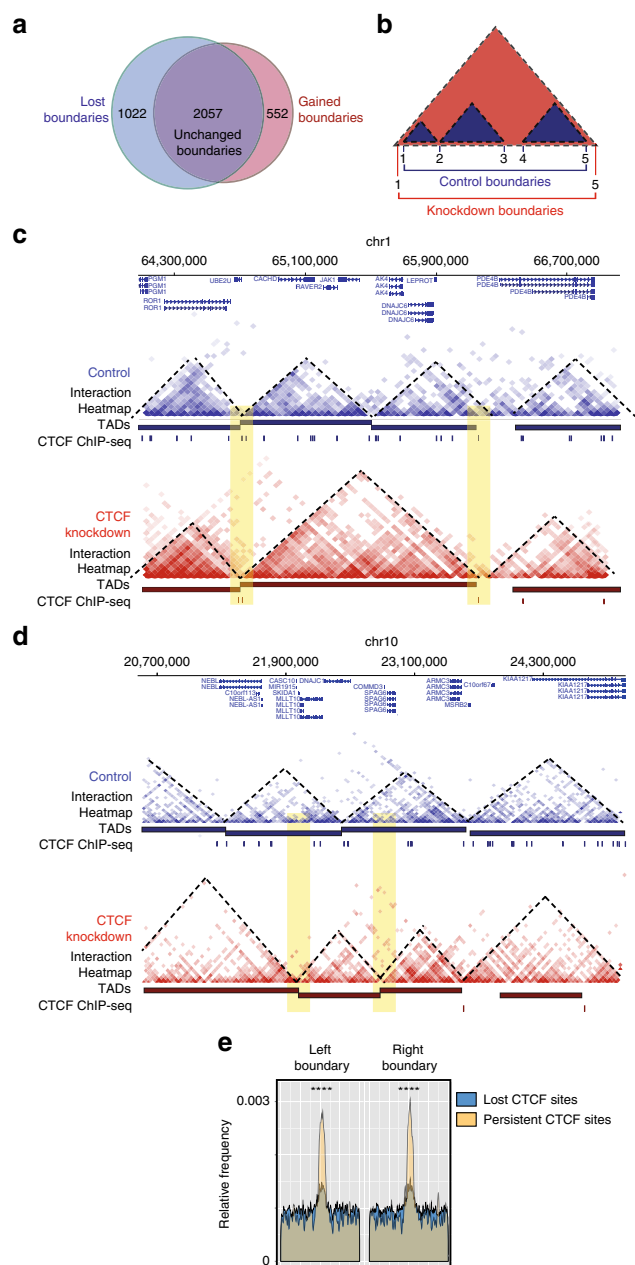 a
Lost boundaries
1022
2057
Unchanged boundaries
552
Gained boundaries
b
1 2 3 4 5
Control boundaries
1 5
Knockdown boundaries
c
chr1
64,300,000 65,100,000 65,900,000 66,700,000
PGM1 UBE2U CACHD1 JAK1 AK4 LEPROT PDE4B
PGM1 RAVER2 AK4 PDE4B
PGM1 AK4 PDE4B
ROR1 DNAJC6 PDE4B
ROR1 DNAJC6
DNAJC6
Control
Interaction
Heatmap
TADs
CTCF ChIP-seq
CTCF
knockdown
Interaction
Heatmap
TADs
CTCF ChIP-seq
d
chr10
20,700,000 21,900,000 23,100,000 24,300,000
NEBL CASC10 DNAJC1 ARMC3 KIAA1217
NEBL MIR1915 COMMD3 ARMC3 C10orf67 KIAA1217
C10orf113 SKIDA1 SPAG6 ARMC3 KIAA1217
NEBL-AS1 MLLT10 SPAG6 ARMC3 KIAA1217
NEBL-AS1 MLLT10 SPAG6 MSRB2
MLLT10 SPAG6
Control
Interaction
Heatmap
TADs
CTCF ChIP-seq
CTCF
knockdown
Interaction
Heatmap
TADs
CTCF ChIP-seq
e
Left boundary
Right boundary
**** ****
0.003
0
Relative frequency
Lost CTCF sites
Persistent CTCF sites